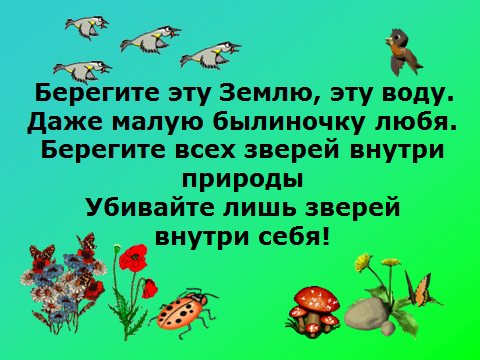 Берегите эту Землю, эту воду.
Даже малую былиночку любя.
Берегите всех зверей внутри
природы
Убивайте лишь зверей
внутри себя!